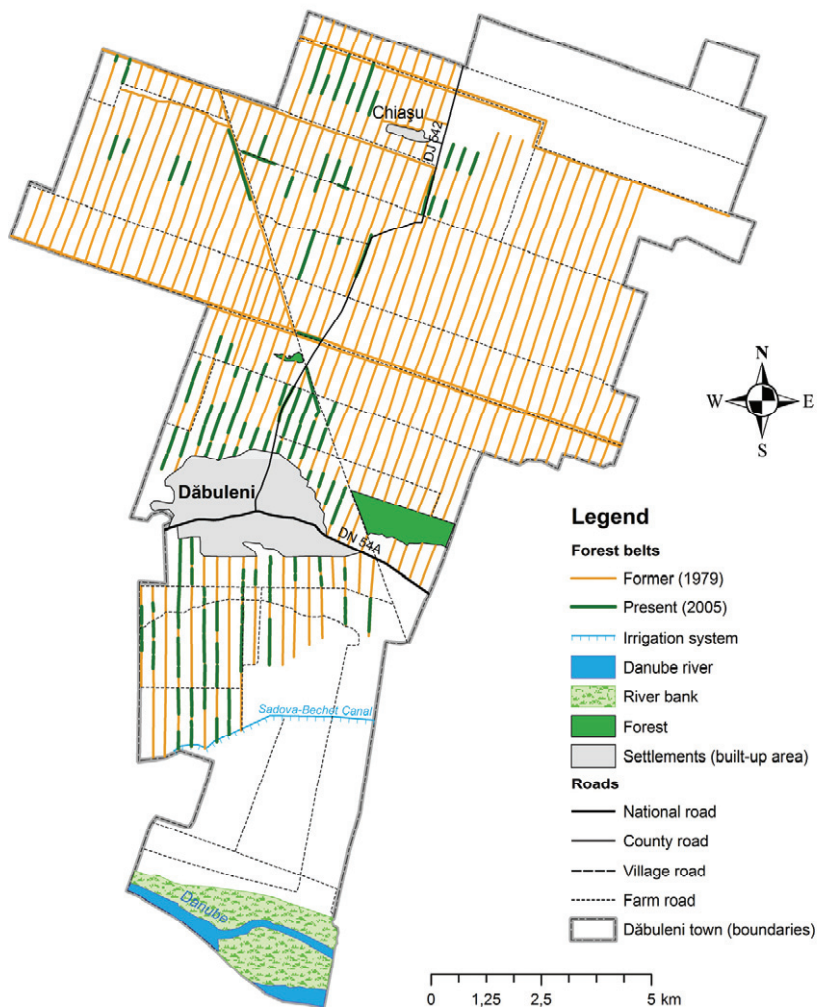 Chiașu
DJ 542
N
W
E
S
Dăbuleni
DN 54A
Sadova-Bechet Canal
Danube
Legend
Forest belts
Former (1979)
Present (2005)
Irrigation system
Danube river
River bank
Forest
Settlements (built-up area)
Roads
National road
County road
Village road
Farm road
Dăbuleni town (boundaries)
0 1,25 2,5 5 km